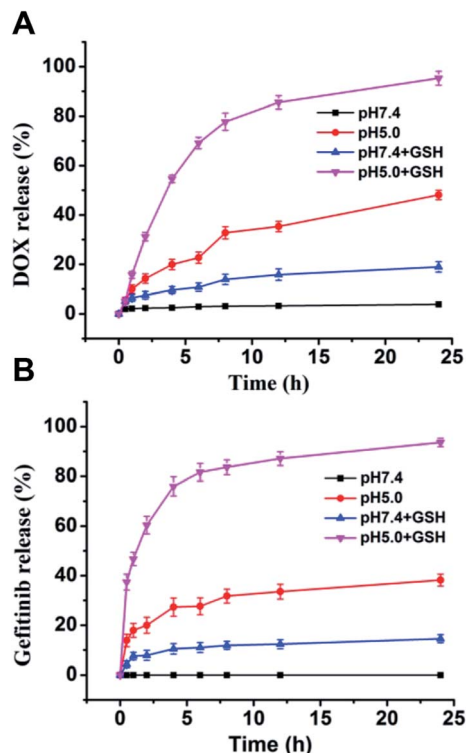 A
DOX release (%)
100
80
60
40
20
0
pH7.4
pH5.0
pH7.4+GSH
pH5.0+GSH
0 5 10 15 20 25
Time (h)
B
Gefitinib release (%)
100
80
60
40
20
0
pH7.4
pH5.0
pH7.4+GSH
pH5.0+GSH
0 5 10 15 20 25
Time (h)